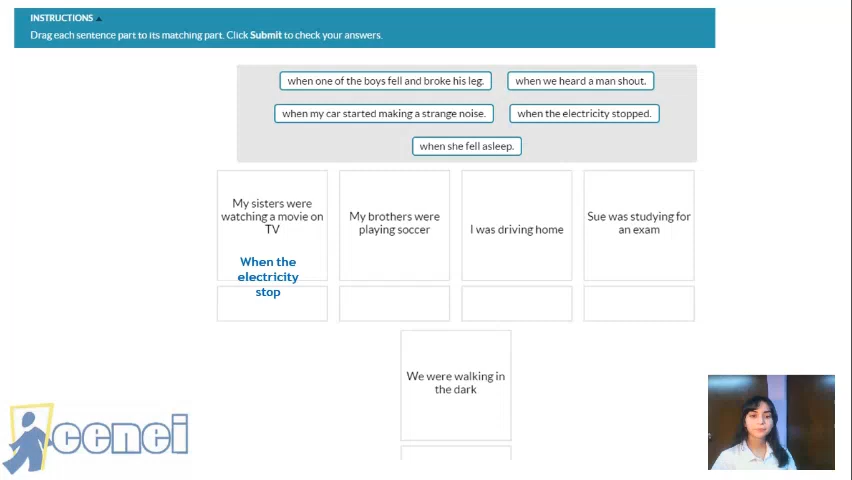 INSTRUCTIONS
Drag each sentence part to its matching part. Click Submit to check your answers.
when one of the boys fell and broke his leg.
when we heard a man shout.
when my car started making a strange noise.
when the electricity stopped.
when she fell asleep.
My sisters were
watching a movie on
TV
When the
electricity
stop
My brothers were
playing soccer
I was driving home
Sue was studying for
an exam
We were walking in
the dark
cenei